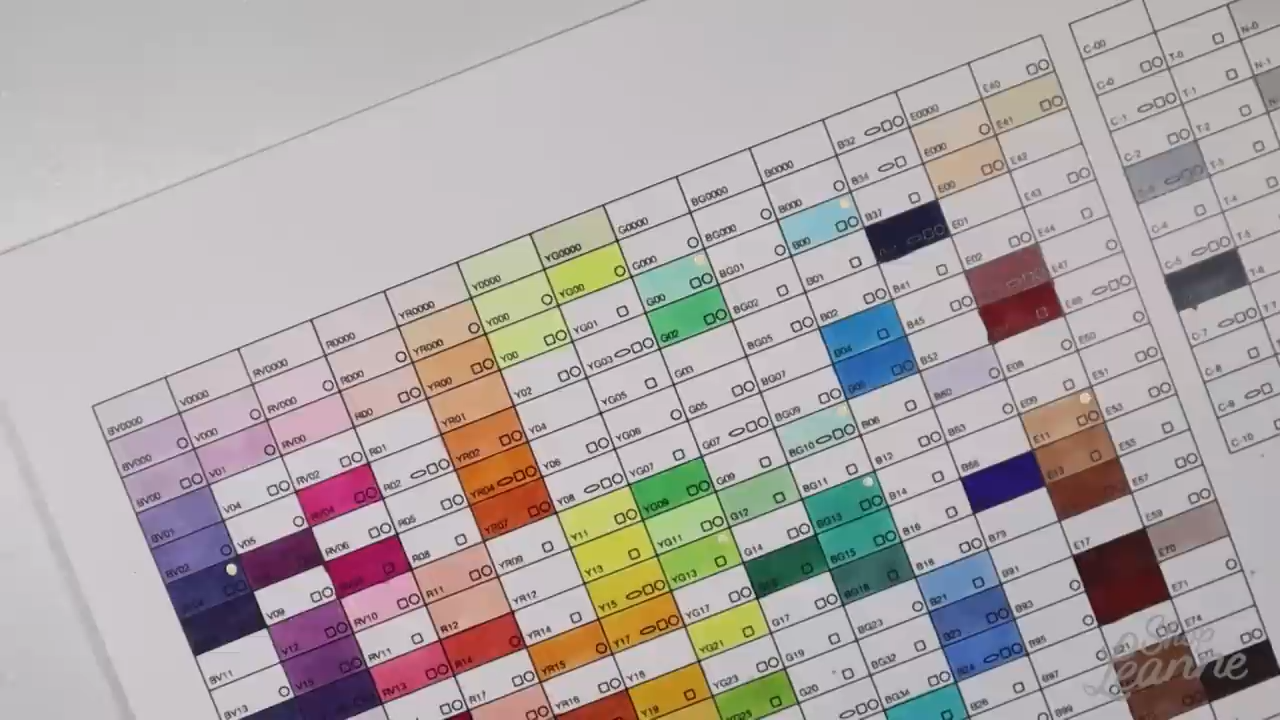 BV0000
BV000
BV00
BV01
BV02
BV11
BV13
V0000
V000
V01
V04
V05
V09
V12
V15
RV0000
RV000
RV00
RV02
RV04
RV06
RV10
RV11
RV13
R0000
R000
R00
R01
R02
R05
R08
R11
R12
R14
R17
YR0000
YR000
YR00
YR01
YR02
YR04
YR07
YR09
YR12
YR14
YR15
YR16
Y0000
Y000
Y00
Y02
Y04
Y06
Y08
Y11
Y13
Y15
Y17
Y18
Y19
YG0000
YG00
YG01
YG03
YG05
YG06
YG07
YG09
YG11
YG13
YG17
YG21
YG23
YG25
G0000
G000
G00
G02
G03
G05
G07
G09
G12
G14
G17
G19
G20
BG0000
BG000
BG01
BG02
BG05
BG07
BG09
BG10
BG11
BG13
BG15
BG18
BG23
BG32
BG34
B0000
B000
B00
B01
B02
B04
B06
B12
B14
B16
B18
B21
B23
B24
B26
B32
B34
B37
B41
B45
B52
B60
B63
B66
B79
B91
B93
B95
B97
B99
E0000
E000
E00
E01
E02
E08
E09
E11
E13
E17
E40
E41
E42
E43
E44
E47
E49
E50
E51
E53
E55
E57
E59
E70
E71
E74
C-00
C-0
C-1
C-2
C-4
C-5
C-7
C-8
C-9
C-10
T-0
T-1
T-2
T-3
T-4
T-5
T-6
T-7
N-0
N-1
Shop
Leanne